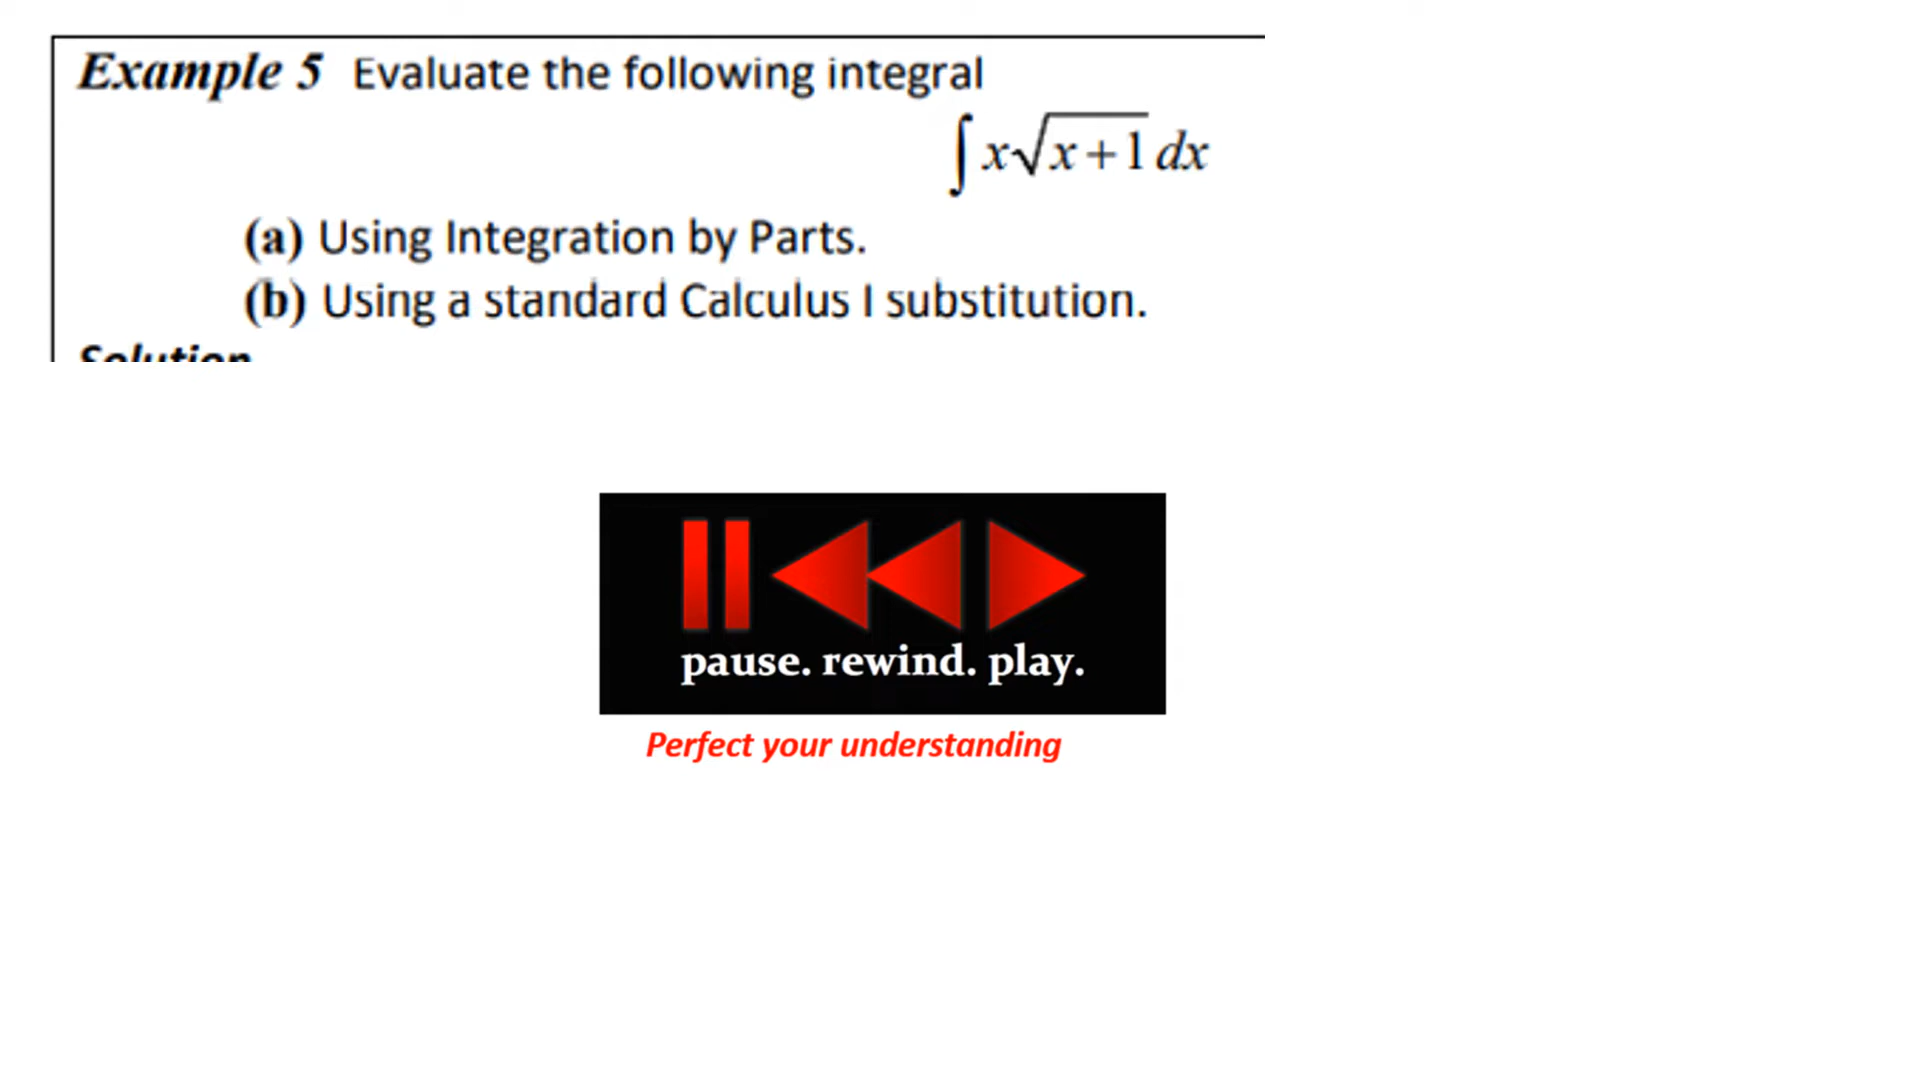 Example 5 Evaluate the following integral
∫ x√(x+1) dx
(a) Using Integration by Parts.
(b) Using a standard Calculus I substitution.
Solution
pause. rewind. play.
Perfect your understanding